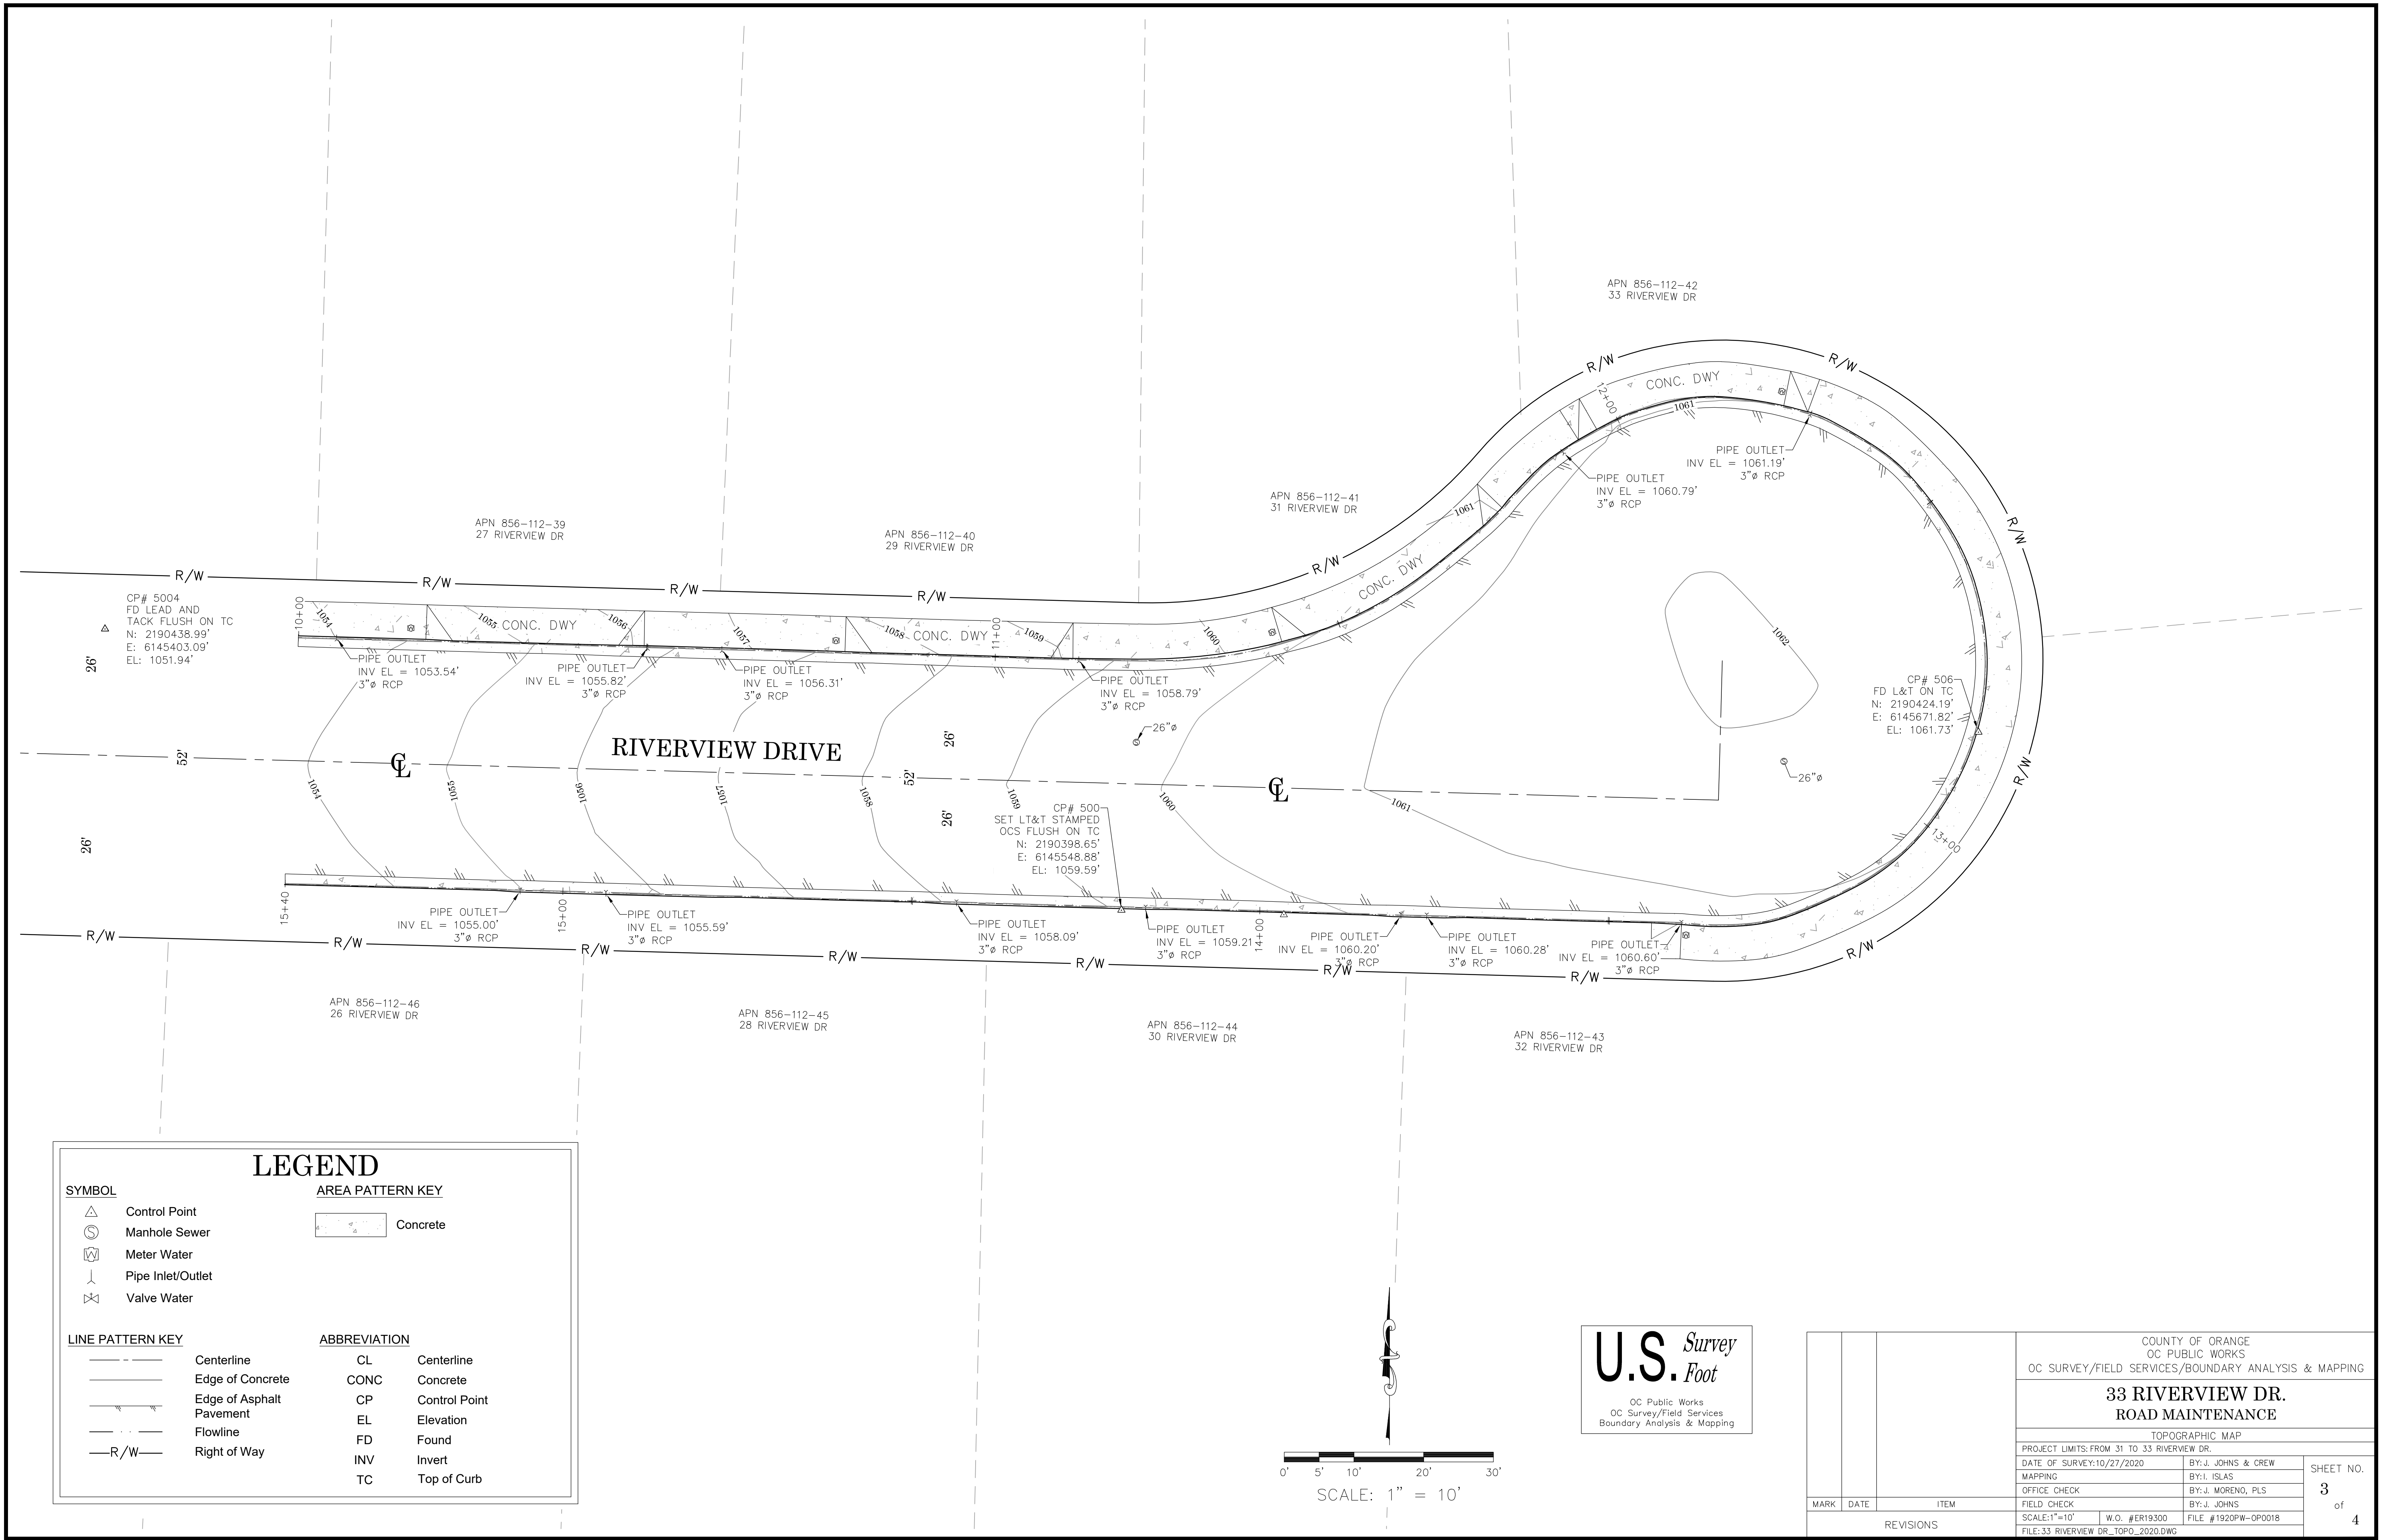 APN 856-112-42
33 RIVERVIEW DR
R/W
R/W
CONC. DWY
12+00
1061
PIPE OUTLET
INV EL = 1061.19'
3"ø RCP
PIPE OUTLET
INV EL = 1060.79'
3"ø RCP
APN 856-112-41
31 RIVERVIEW DR
1061
R/W
APN 856-112-39
27 RIVERVIEW DR
APN 856-112-40
29 RIVERVIEW DR
R/W
CONC. DWY
R/W
R/W
R/W
R/W
CP# 5004
FD LEAD AND
TACK FLUSH ON TC
N: 2190438.99'
E: 6145403.09'
EL: 1051.94'
26'
10+00
1054
1055
CONC. DWY
1056
1057
1058
CONC. DWY
11+00
1059
1060
1062
PIPE OUTLET
INV EL = 1053.54'
3"ø RCP
PIPE OUTLET
INV EL = 1055.82'
3"ø RCP
PIPE OUTLET
INV EL = 1056.31'
3"ø RCP
PIPE OUTLET
INV EL = 1058.79'
3"ø RCP
CP# 506
FD L&T ON TC
N: 2190424.19'
E: 6145671.82'
EL: 1061.73'
26"ø
26"ø
R/W
52'
CL
RIVERVIEW DRIVE
26'
52'
26'
CL
26'
1054
1055
1056
1057
1058
1059
1060
1061
CP# 500
SET LT&T STAMPED
OCS FLUSH ON TC
N: 2190398.65'
E: 6145548.88'
EL: 1059.59'
13+00
15+40
15+00
14+00
PIPE OUTLET
INV EL = 1055.00'
3"ø RCP
PIPE OUTLET
INV EL = 1055.59'
3"ø RCP
PIPE OUTLET
INV EL = 1058.09'
3"ø RCP
PIPE OUTLET
INV EL = 1059.21'
3"ø RCP
PIPE OUTLET
INV EL = 1060.20'
3"ø RCP
PIPE OUTLET
INV EL = 1060.28'
3"ø RCP
PIPE OUTLET
INV EL = 1060.60'
3"ø RCP
R/W
R/W
R/W
R/W
R/W
R/W
R/W
R/W
APN 856-112-46
26 RIVERVIEW DR
APN 856-112-45
28 RIVERVIEW DR
APN 856-112-44
30 RIVERVIEW DR
APN 856-112-43
32 RIVERVIEW DR
LEGEND
SYMBOL
Control Point
S Manhole Sewer
W Meter Water
Pipe Inlet/Outlet
Valve Water
AREA PATTERN KEY
Concrete
LINE PATTERN KEY
Centerline
Edge of Concrete
Edge of Asphalt
Pavement
Flowline
R/W Right of Way
ABBREVIATION
CL Centerline
CONC Concrete
CP Control Point
EL Elevation
FD Found
INV Invert
TC Top of Curb
0' 5' 10' 20' 30'
SCALE: 1" = 10'
U.S. Survey Foot
OC Public Works
OC Survey/Field Services
Boundary Analysis & Mapping
MARK DATE ITEM
REVISIONS
COUNTY OF ORANGE
OC PUBLIC WORKS
OC SURVEY/FIELD SERVICES/BOUNDARY ANALYSIS & MAPPING
33 RIVERVIEW DR.
ROAD MAINTENANCE
TOPOGRAPHIC MAP
PROJECT LIMITS: FROM 31 TO 33 RIVERVIEW DR.
DATE OF SURVEY:10/27/2020 BY: J. JOHNS & CREW
MAPPING BY: I. ISLAS
OFFICE CHECK BY: J. MORENO, PLS
FIELD CHECK BY: J. JOHNS
SCALE:1"=10' W.O. #ER19300 FILE #1920PW-OP0018
FILE: 33 RIVERVIEW DR_TOPO_2020.DWG
SHEET NO.
3
of
4